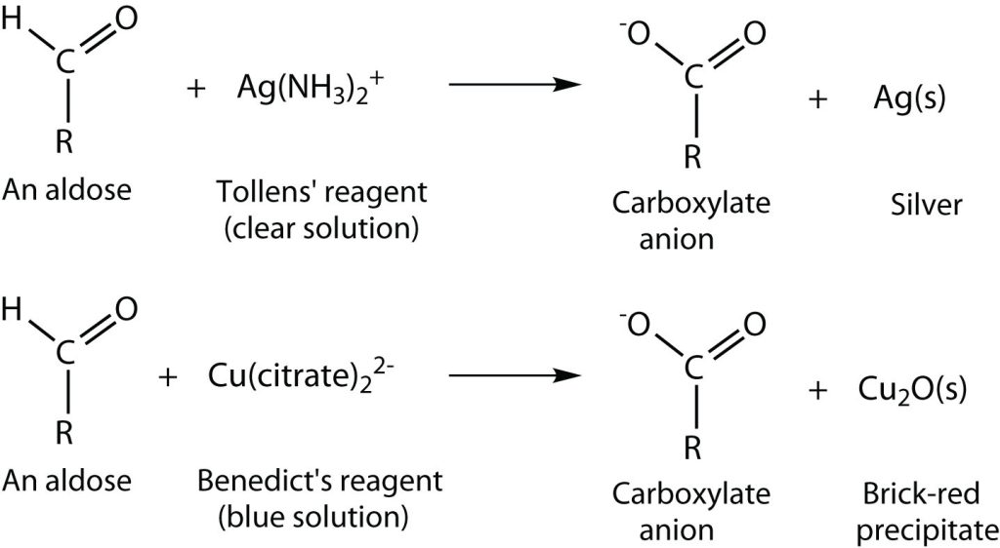 H O
C
R
+ Ag(NH₃)₂⁺
⁻O O
C
R
+ Ag(s)
An aldose
Tollens' reagent
(clear solution)
Carboxylate
anion
Silver
H O
C
R
+ Cu(citrate)₂²⁻
⁻O O
C
R
+ Cu₂O(s)
An aldose
Benedict's reagent
(blue solution)
Carboxylate
anion
Brick-red
precipitate